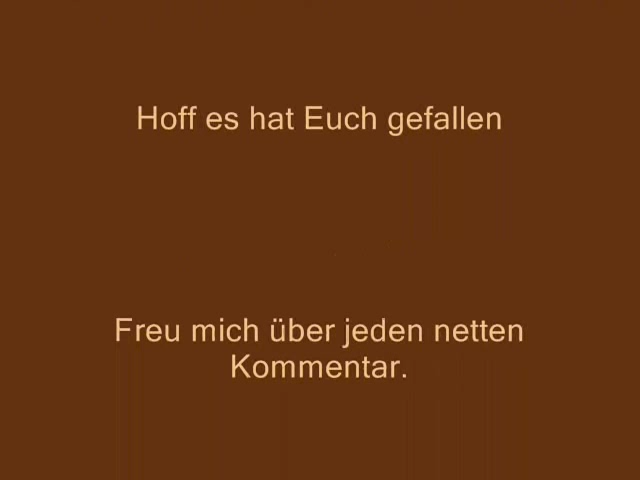 Hoff es hat Euch gefallen
Freu mich über jeden netten
Kommentar.